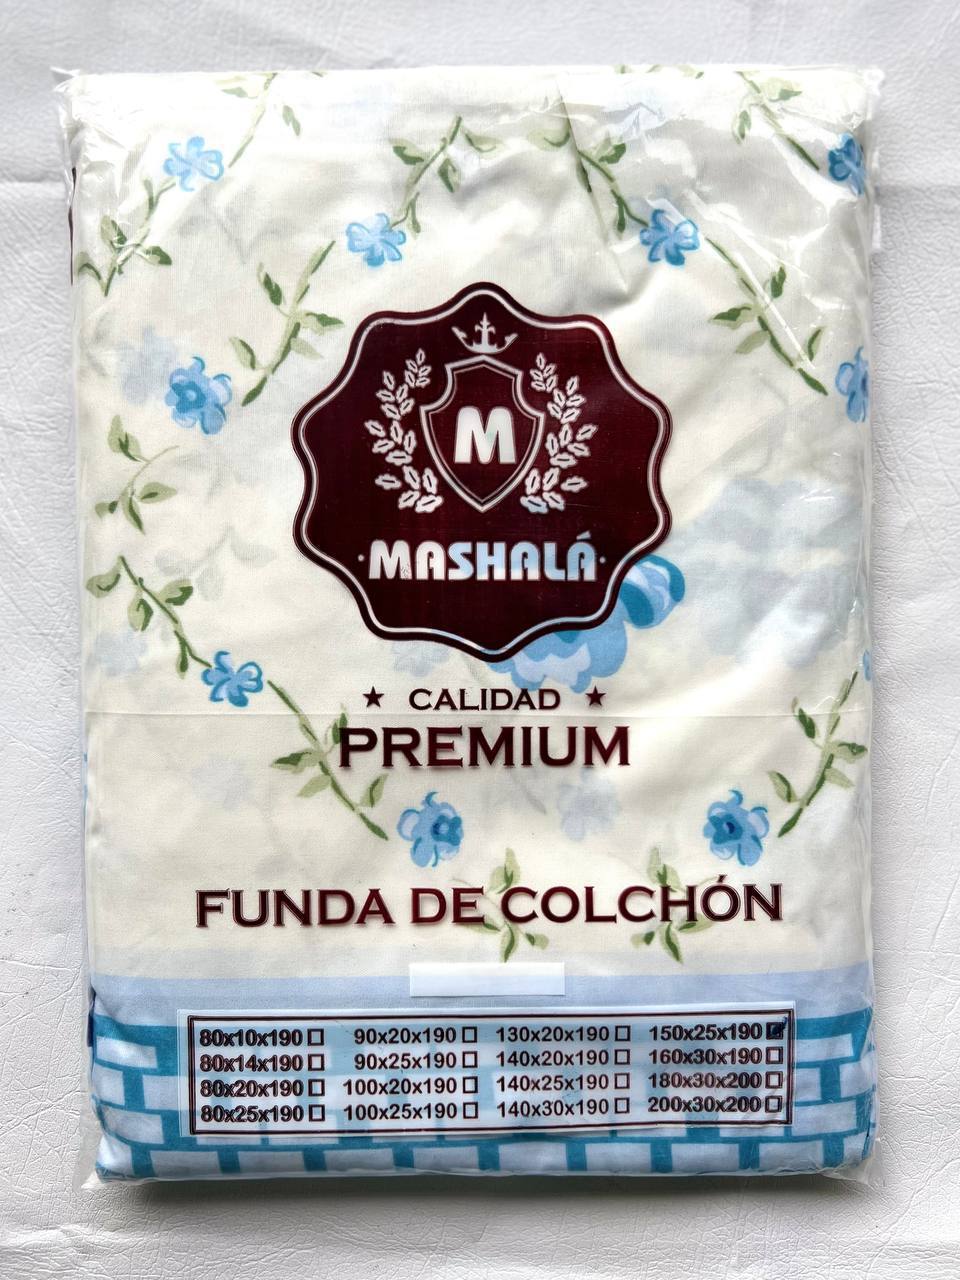 M
MASHALÁ
★ CALIDAD ★
PREMIUM
FUNDA DE COLCHÓN
80x10x190 ☐ 90x20x190 ☐ 130x20x190 ☐ 150x25x190 ☑
80x14x190 ☐ 90x25x190 ☐ 140x20x190 ☐ 160x30x190 ☐
80x20x190 ☐ 100x20x190 ☐ 140x25x190 ☐ 180x30x200 ☐
80x25x190 ☐ 100x25x190 ☐ 140x30x190 ☐ 200x30x200 ☐